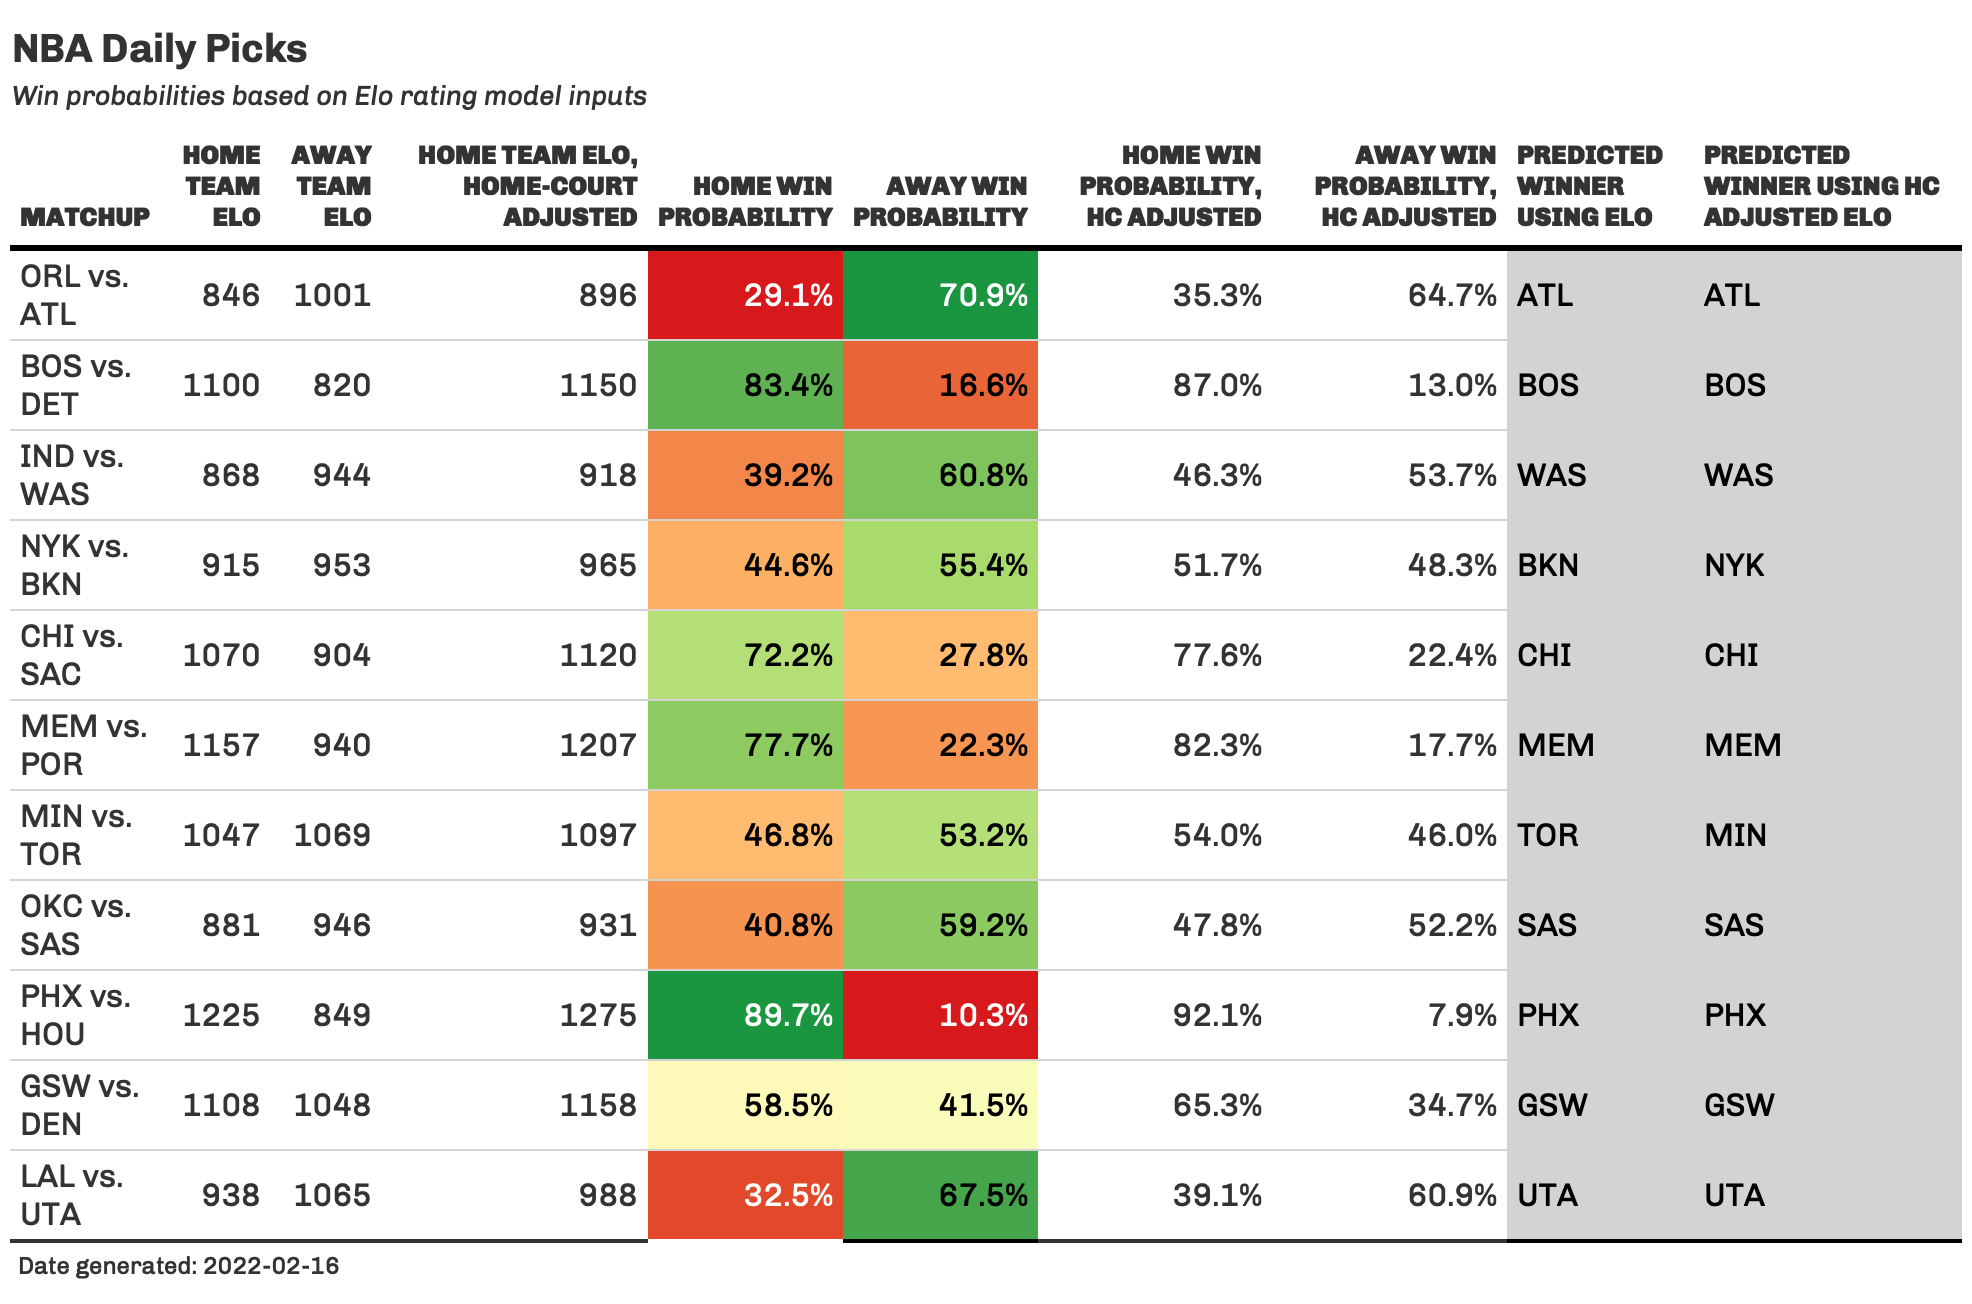 NBA Daily Picks
Win probabilities based on Elo rating model inputs
MATCHUP HOME TEAM ELO AWAY TEAM ELO HOME TEAM ELO, HOME-COURT ADJUSTED HOME WIN PROBABILITY AWAY WIN PROBABILITY HOME WIN PROBABILITY, HC ADJUSTED AWAY WIN PROBABILITY, HC ADJUSTED PREDICTED WINNER USING ELO PREDICTED WINNER USING HC ADJUSTED ELO
ORL vs. ATL 846 1001 896 29.1% 70.9% 35.3% 64.7% ATL ATL
BOS vs. DET 1100 820 1150 83.4% 16.6% 87.0% 13.0% BOS BOS
IND vs. WAS 868 944 918 39.2% 60.8% 46.3% 53.7% WAS WAS
NYK vs. BKN 915 953 965 44.6% 55.4% 51.7% 48.3% BKN NYK
CHI vs. SAC 1070 904 1120 72.2% 27.8% 77.6% 22.4% CHI CHI
MEM vs. POR 1157 940 1207 77.7% 22.3% 82.3% 17.7% MEM MEM
MIN vs. TOR 1047 1069 1097 46.8% 53.2% 54.0% 46.0% TOR MIN
OKC vs. SAS 881 946 931 40.8% 59.2% 47.8% 52.2% SAS SAS
PHX vs. HOU 1225 849 1275 89.7% 10.3% 92.1% 7.9% PHX PHX
GSW vs. DEN 1108 1048 1158 58.5% 41.5% 65.3% 34.7% GSW GSW
LAL vs. UTA 938 1065 988 32.5% 67.5% 39.1% 60.9% UTA UTA
Date generated: 2022-02-16